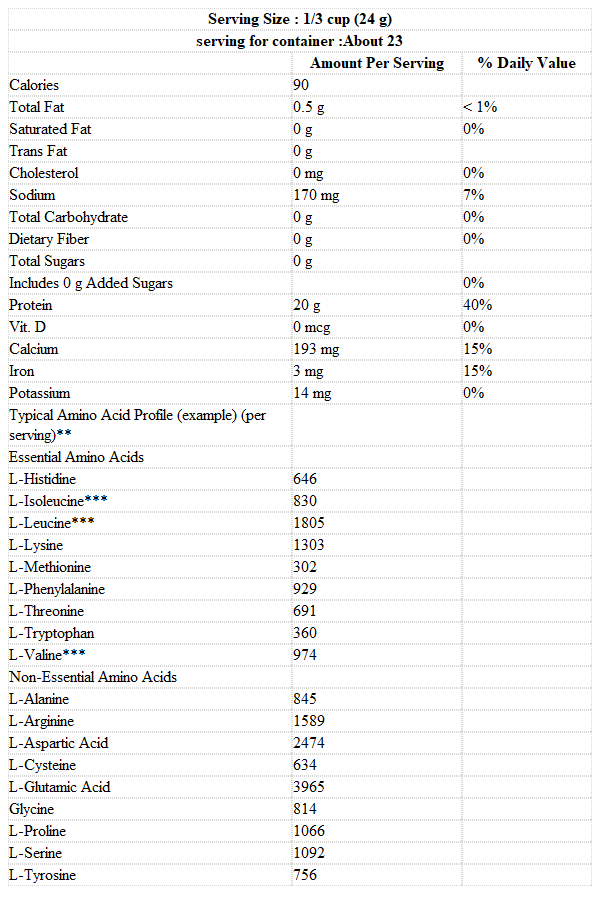 Serving Size : 1/3 cup (24 g)
serving for container :About 23
Amount Per Serving % Daily Value
Calories 90
Total Fat 0.5 g < 1%
Saturated Fat 0 g 0%
Trans Fat 0 g
Cholesterol 0 mg 0%
Sodium 170 mg 7%
Total Carbohydrate 0 g 0%
Dietary Fiber 0 g 0%
Total Sugars 0 g
Includes 0 g Added Sugars 0%
Protein 20 g 40%
Vit. D 0 mcg 0%
Calcium 193 mg 15%
Iron 3 mg 15%
Potassium 14 mg 0%
Typical Amino Acid Profile (example) (per
serving)**
Essential Amino Acids
L-Histidine 646
L-Isoleucine*** 830
L-Leucine*** 1805
L-Lysine 1303
L-Methionine 302
L-Phenylalanine 929
L-Threonine 691
L-Tryptophan 360
L-Valine*** 974
Non-Essential Amino Acids
L-Alanine 845
L-Arginine 1589
L-Aspartic Acid 2474
L-Cysteine 634
L-Glutamic Acid 3965
Glycine 814
L-Proline 1066
L-Serine 1092
L-Tyrosine 756